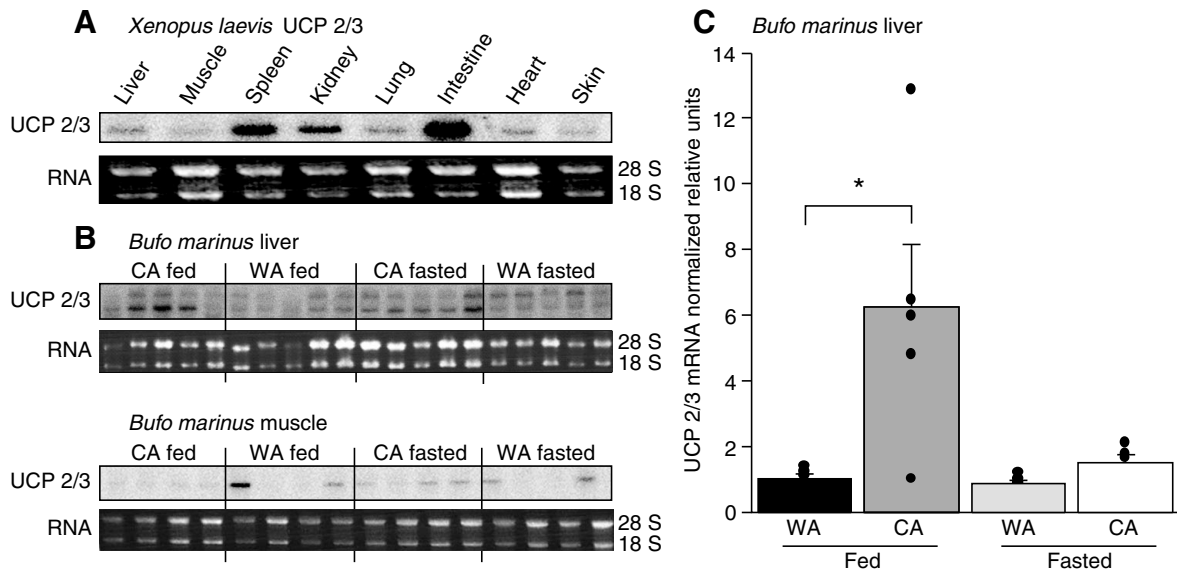 A Xenopus laevis UCP 2/3
Liver Muscle Spleen Kidney Lung Intestine Heart Skin
UCP 2/3
RNA 28 S
18 S
B Bufo marinus liver
CA fed WA fed CA fasted WA fasted
UCP 2/3
RNA 28 S
18 S
Bufo marinus muscle
CA fed WA fed CA fasted WA fasted
UCP 2/3
RNA 28 S
18 S
C Bufo marinus liver
UCP 2/3 mRNA normalized relative units
14
12
10
8
6
4
2
0
*
WA CA WA CA
Fed Fasted